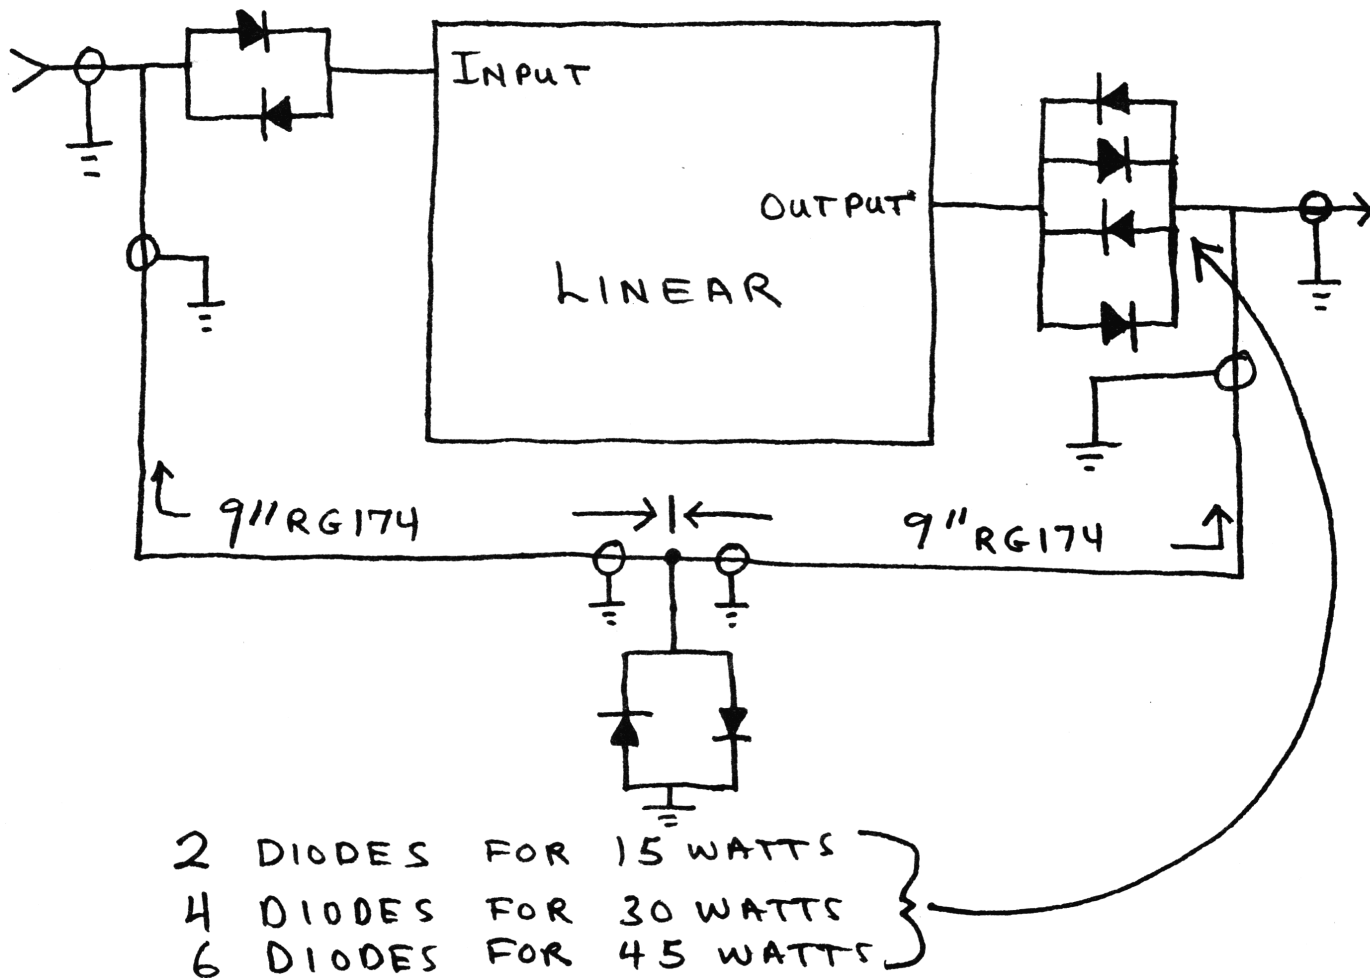 INPUT
OUTPUT
LINEAR
9" RG174
9" RG174
2 DIODES FOR 15 WATTS
4 DIODES FOR 30 WATTS
6 DIODES FOR 45 WATTS